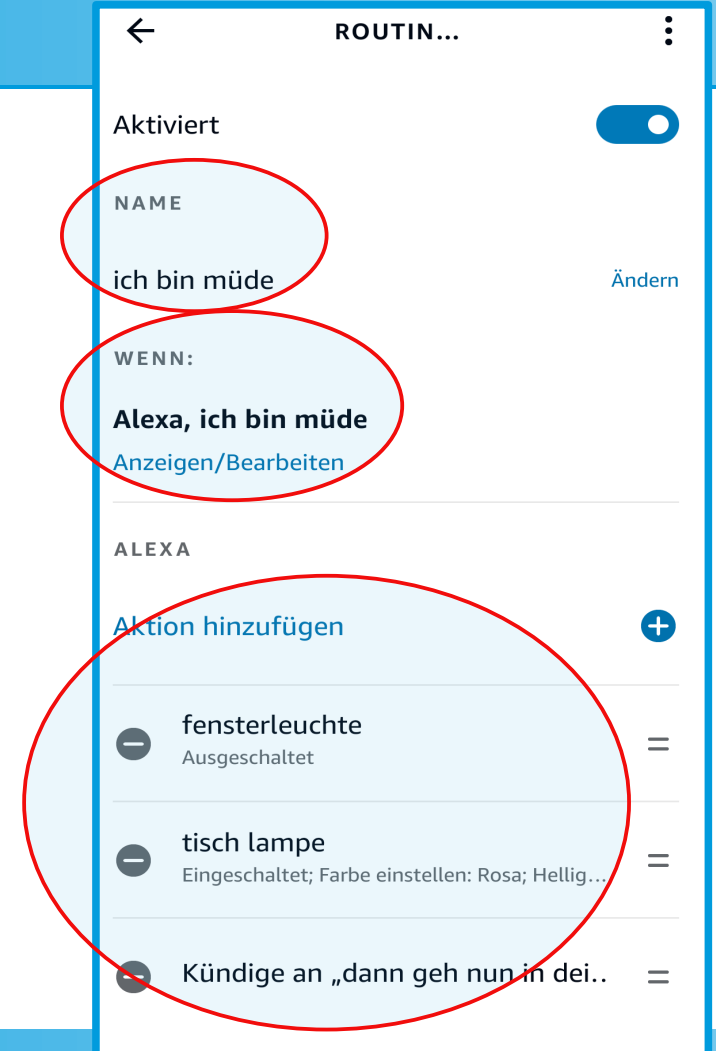 ROUTIN...
Aktiviert
NAME
ich bin müde
Ändern
WENN:
Alexa, ich bin müde
Anzeigen/Bearbeiten
ALEXA
Aktion hinzufügen
fensterleuchte
Ausgeschaltet
tisch lampe
Eingeschaltet; Farbe einstellen: Rosa; Hellig...
Kündige an „dann geh nun in dei..